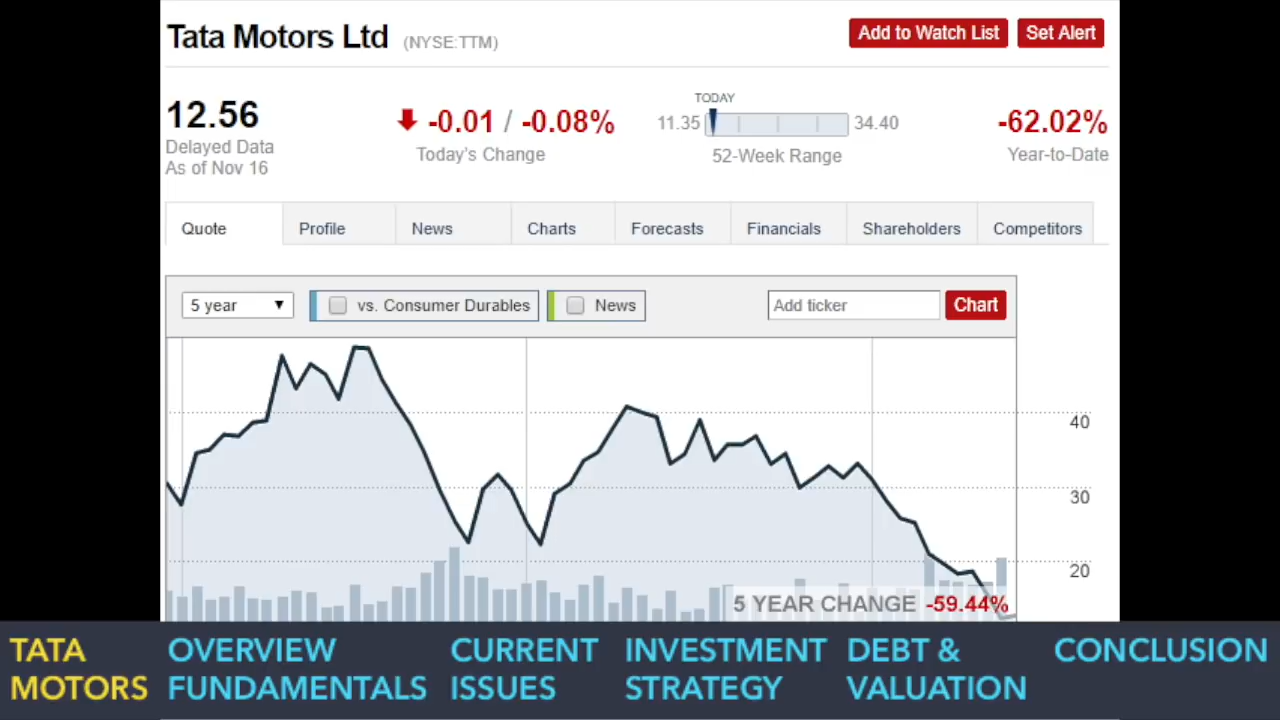 Tata Motors Ltd (NYSE:TTM)
Add to Watch List Set Alert
TODAY
12.56 -0.01 / -0.08% 11.35 34.40 -62.02%
Delayed Data Today's Change 52-Week Range Year-to-Date
As of Nov 16
Quote Profile News Charts Forecasts Financials Shareholders Competitors
5 year vs. Consumer Durables News Add ticker Chart
40
30
20
5 YEAR CHANGE -59.44%
TATA OVERVIEW CURRENT INVESTMENT DEBT & CONCLUSION
MOTORS FUNDAMENTALS ISSUES STRATEGY VALUATION